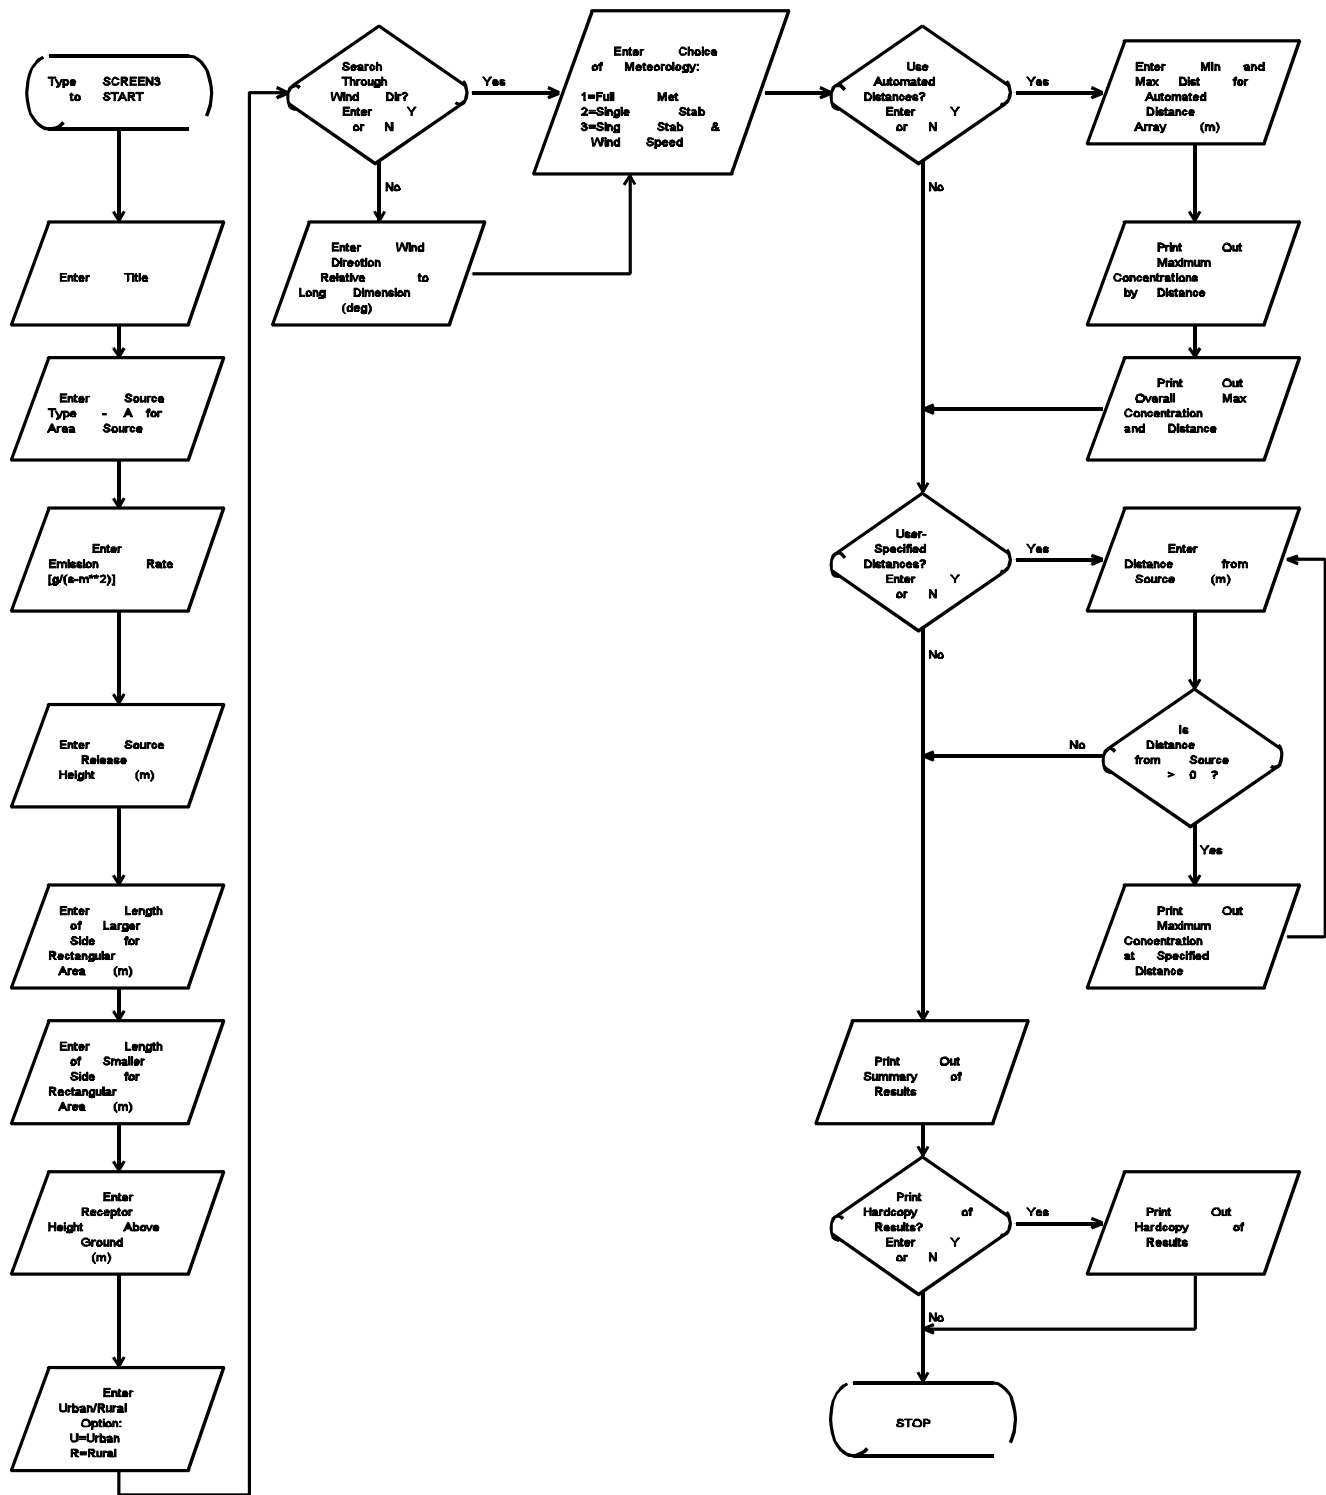 Type SCREEN3
to START
Enter Title
Enter Source
Type - A for
Area Source
Enter
Emission Rate
[g/(s-m**2)]
Enter Source
Release
Height (m)
Enter Length
of Larger
Side for
Rectangular
Area (m)
Enter Length
of Smaller
Side for
Rectangular
Area (m)
Enter
Receptor
Height Above
Ground
(m)
Enter
Urban/Rural
Option:
U=Urban
R=Rural
Search
Through
Wind Dir?
Enter Y
or N
Yes
No
Enter Wind
Direction
Relative to
Long Dimension
(deg)
Enter Choice
of Meteorology:
1=Full Met
2=Single Stab
3=Sing Stab &
Wind Speed
Use
Automated
Distances?
Enter Y
or N
Yes
No
Enter Min and
Max Dist for
Automated
Distance
Array (m)
Print Out
Maximum
Concentrations
by Distance
Print Out
Overall Max
Concentration
and Distance
User-
Specified
Distances?
Enter Y
or N
Yes
No
Enter
Distance from
Source (m)
Is
Distance
from Source
> 0 ?
No
Yes
Print Out
Maximum
Concentration
at Specified
Distance
Print Out
Summary of
Results
Print
Hardcopy of
Results?
Enter Y
or N
Yes
No
Print Out
Hardcopy of
Results
STOP